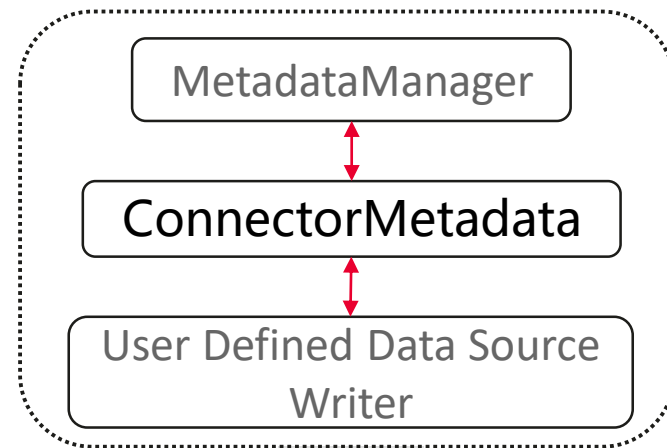 MetadataManager
ConnectorMetadata
User Defined Data Source
Writer